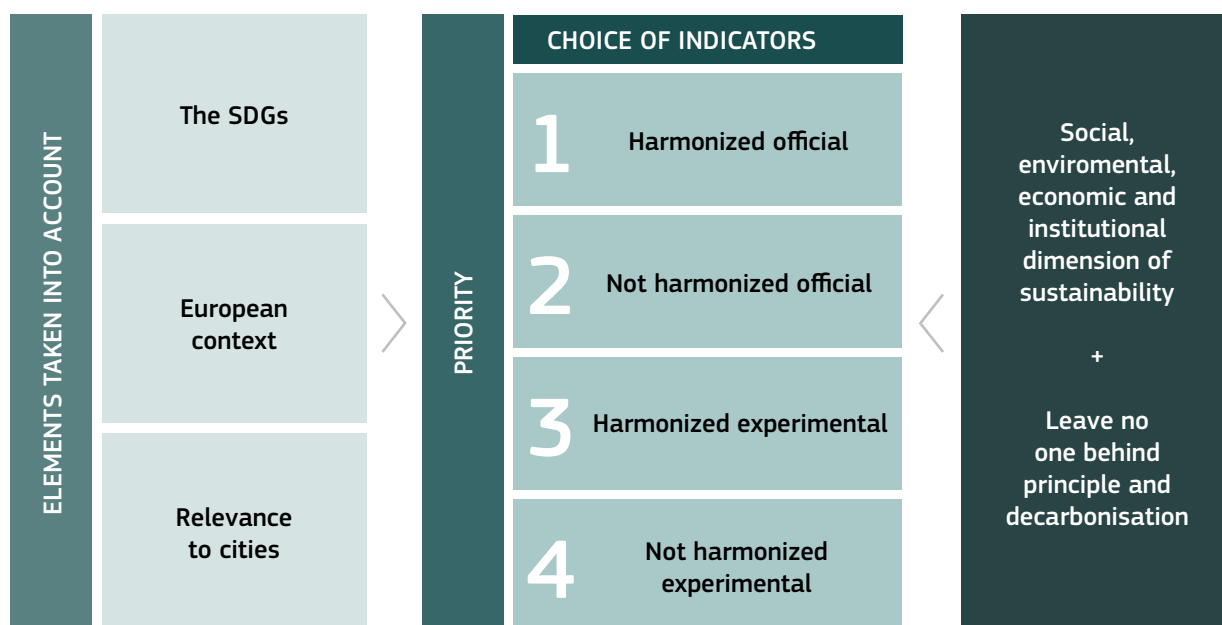 ELEMENTS TAKEN INTO ACCOUNT
The SDGs
European
context
Relevance
to cities
PRIORITY
CHOICE OF INDICATORS
1
Harmonized official
2
Not harmonized official
3
Harmonized experimental
4
Not harmonized
experimental
Social,
enviromental,
economic and
institutional
dimension of
sustainability
+
Leave no
one behind
principle and
decarbonisation